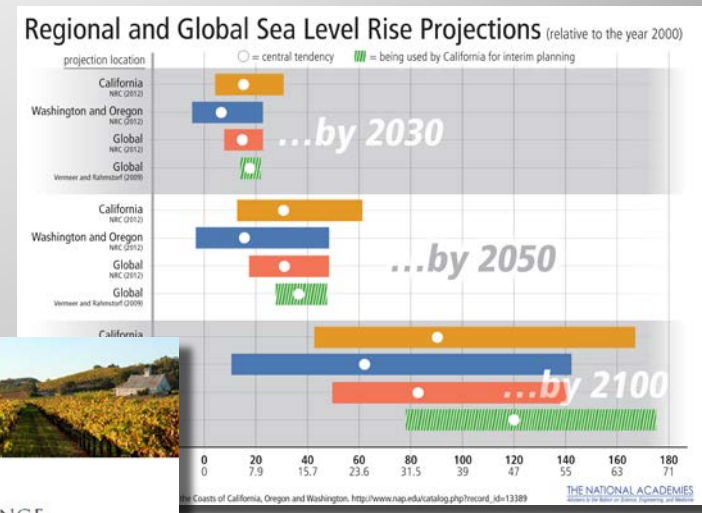 Regional and Global Sea Level Rise Projections (relative to the year 2000)
projection location
= central tendency
= being used by California for interim planning
California
NRC (2012)
Washington and Oregon
NRC (2012)
Global
NRC (2012)
Global
Vermeer and Rahmstorf (2009)
...by 2030
California
NRC (2012)
Washington and Oregon
NRC (2012)
Global
NRC (2012)
Global
Vermeer and Rahmstorf (2009)
...by 2050
California
...by 2100
0 20 40 60 80 100 120 140 160 180
0 7.9 15.7 23.6 31.5 39 47 55 63 71
the Coasts of California, Oregon and Washington. http://www.nap.edu/catalog.php?record_id=13389
THE NATIONAL ACADEMIES